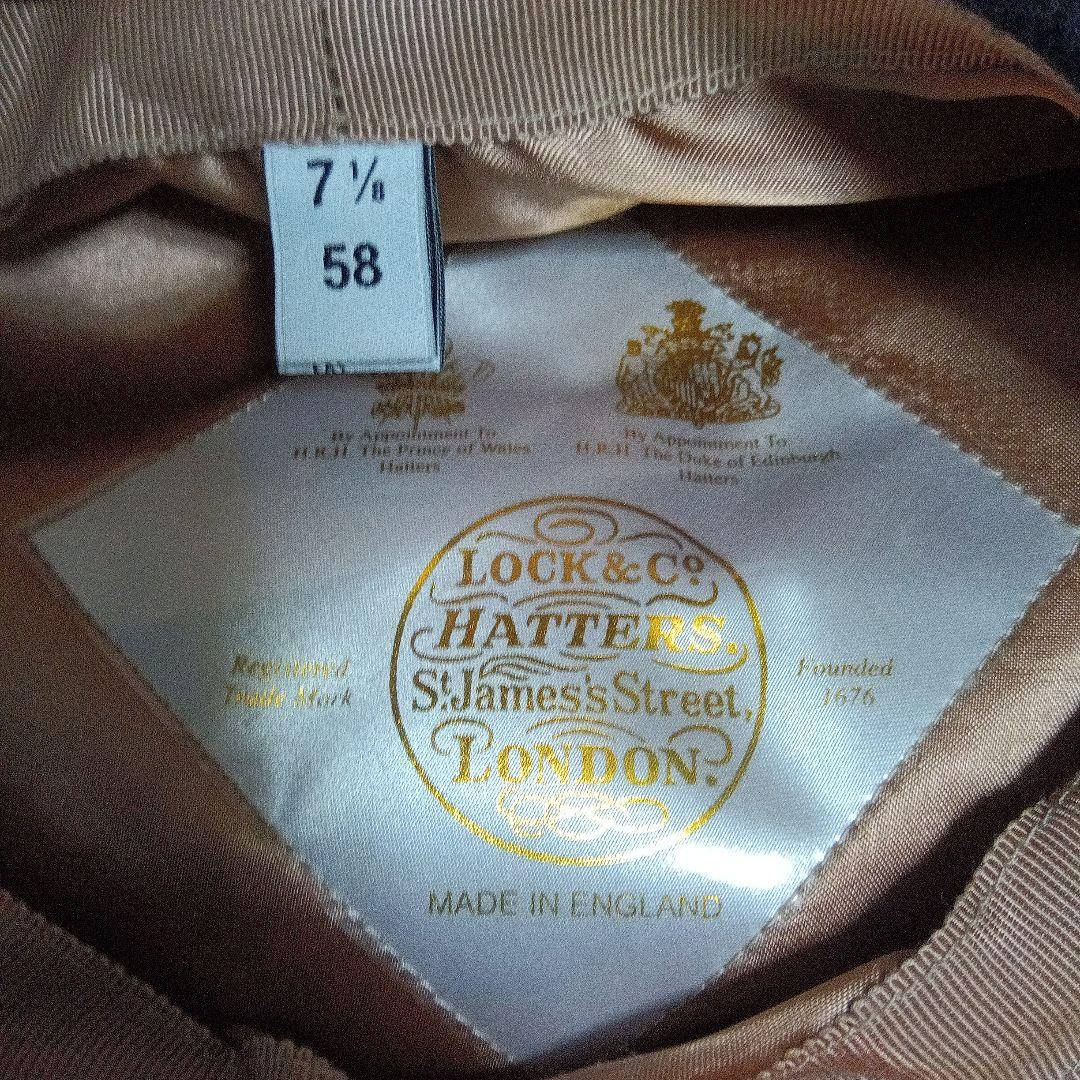 7 1/8
58
By Appointment To
H.R.H. The Prince of Wales
Hatters
By Appointment To
H.R.H. The Duke of Edinburgh
Hatters
LOCK & Co.
HATTERS,
St. James's Street,
LONDON.
Registered
Trade Mark
Founded
1676
MADE IN ENGLAND